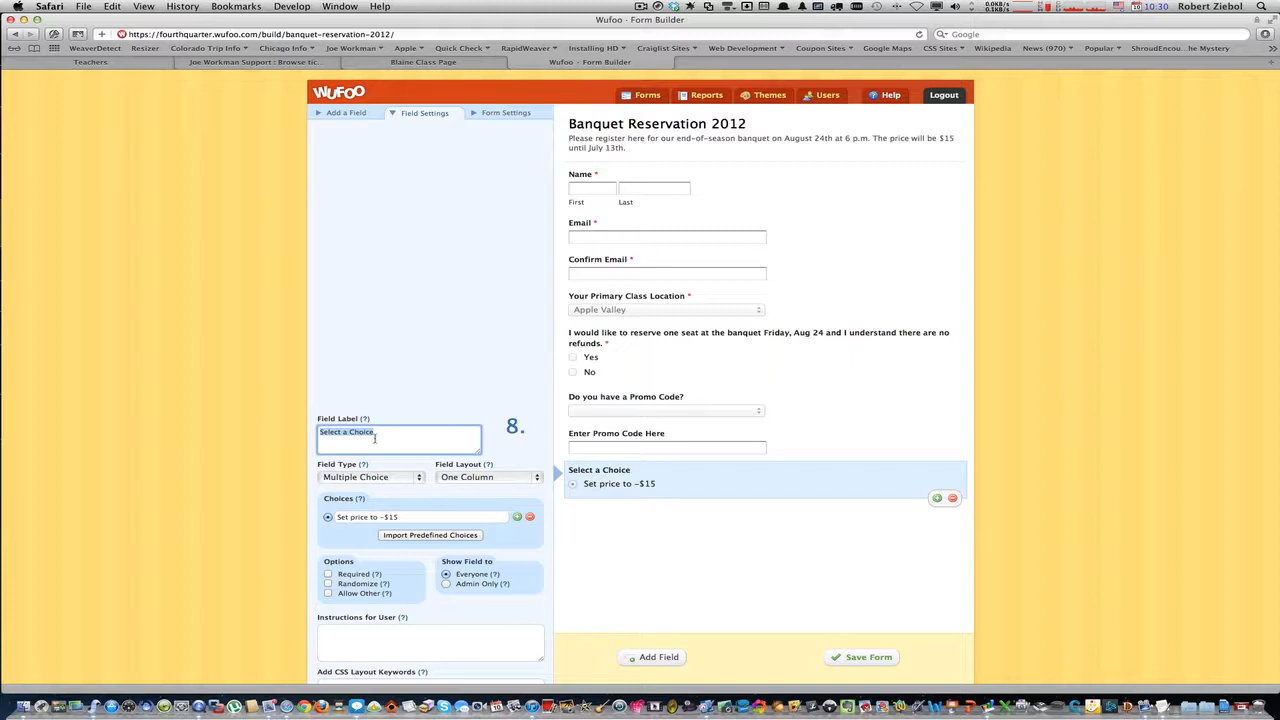 Safari File Edit View History Bookmarks Develop Window Help 10:30 Robert Ziebol
Wufoo - Form Builder
https://fourthquarter.wufoo.com/build/banquet-reservation-2012/ Google
WeaverDetect Resizer Colorado Trip Info Chicago Info Joe Workman Apple Quick Check RapidWeaver Installing HD Craigslist Sites Web Development Coupon Sites Google Maps CSS Sites Wikipedia News (970) Popular ShroudEncou...he Mystery
Teachers Joe Workman Support : Browse tic... Blaine Class Page Wufoo - Form Builder
WUFOO Forms Reports Themes Users Help Logout
Add a Field Field Settings Form Settings
Banquet Reservation 2012
Please register here for our end-of-season banquet on August 24th at 6 p.m. The price will be $15
until July 13th.
Name *
First Last
Email *
Confirm Email *
Your Primary Class Location *
Apple Valley
I would like to reserve one seat at the banquet Friday, Aug 24 and I understand there are no
refunds. *
Yes
No
Do you have a Promo Code?
Enter Promo Code Here
Select a Choice
Set price to -$15
Field Label (?)
8.
Select a Choice
Field Type (?) Field Layout (?)
Multiple Choice One Column
Choices (?)
Set price to -$15
Import Predefined Choices
Options Show Field to
Required (?) Everyone (?)
Randomize (?) Admin Only (?)
Allow Other (?)
Instructions for User (?)
Add CSS Layout Keywords (?)
Add Field Save Form